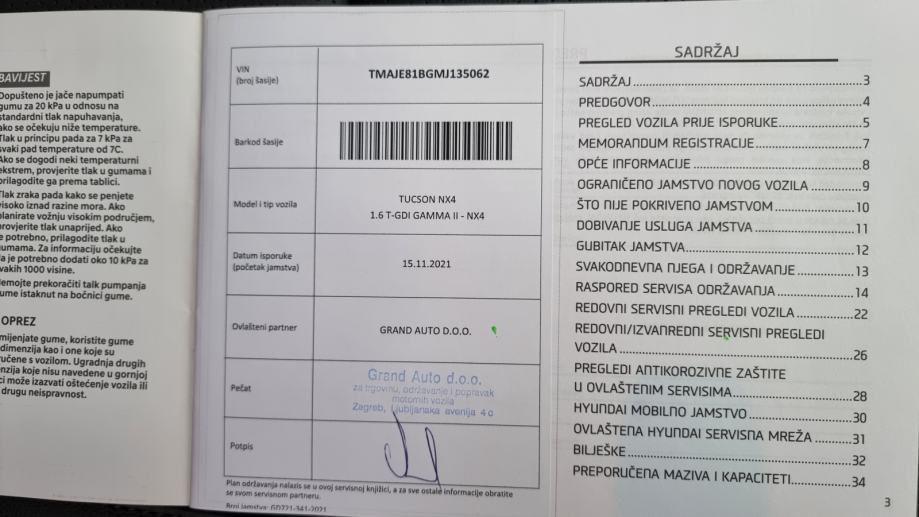 BAVIJEST
Dopušteno je jače napumpati
gumu za 20 kPa u odnosu na
standardni tlak napuhavanja,
ako se očekuju niže temperature.
Tlak u principu pada za 7 kPa za
svaki pad temperature od 7C.
Ako se dogodi neki temperaturni
ekstrem, provjerite tlak u gumama i
prilagodite ga prema tablici.
Tlak zraka pada kako se penjete
visoko iznad razine mora. Ako
planirate vožnju visokim područjem,
provjerite tlak unaprijed. Ako
e potrebno, prilagodite tlak u
gumama. Za informaciju očekujte
da je potrebno dodati oko 10 kPa za
svakih 1000 visine.
Nemojte prekoračiti talk pumpanja
gume istaknut na bočnici gume.
OPREZ
mijenjate gume, koristite gume
dimenzija kao i one koje su
ručene s vozilom. Ugradnja drugih
enzija koje nisu navedene u gornjoj
ci može izazvati oštećenje vozila ili
drugu neispravnost.
VIN
(broj šasije)
TMAJE81BGMJ135062
Barkod šasije
Model i tip vozila
TUCSON NX4
1.6 T-GDI GAMMA II - NX4
Datum isporuke
(početak jamstva)
15.11.2021
Ovlašteni partner
GRAND AUTO D.O.O.
Pečat
Grand Auto d.o.o.
za trgovinu, održavanje i popravak
motornih vozila
Zagreb, Ljubljanska avenija 4c
Potpis
Plan održavanja nalazis se u ovoj servisnoj knjižici, a za sve ostale informacije obratite
se svom servisnom partneru.
Broj jamstva: GD221-341-2021
SADRŽAJ
SADRŽAJ 3
PREDGOVOR 4
PREGLED VOZILA PRIJE ISPORUKE 5
MEMORANDUM REGISTRACIJE 7
OPĆE INFORMACIJE 8
OGRANIČENO JAMSTVO NOVOG VOZILA 9
ŠTO NIJE POKRIVENO JAMSTVOM 10
DOBIVANJE USLUGA JAMSTVA 11
GUBITAK JAMSTVA 12
SVAKODNEVNA NJEGA I ODRŽAVANJE 13
RASPORED SERVISA ODRŽAVANJA 14
REDOVNI SERVISNI PREGLEDI VOZILA 22
REDOVNI/IZVANREDNI SERVISNI PREGLEDI
VOZILA 26
PREGLEDI ANTIKOROZIVNE ZAŠTITE
U OVLAŠTENIM SERVISIMA 28
HYUNDAI MOBILNO JAMSTVO 30
OVLAŠTENA HYUNDAI SERVISNA MREŽA 31
BILJEŠKE 32
PREPORUČENA MAZIVA I KAPACITETI 34
3